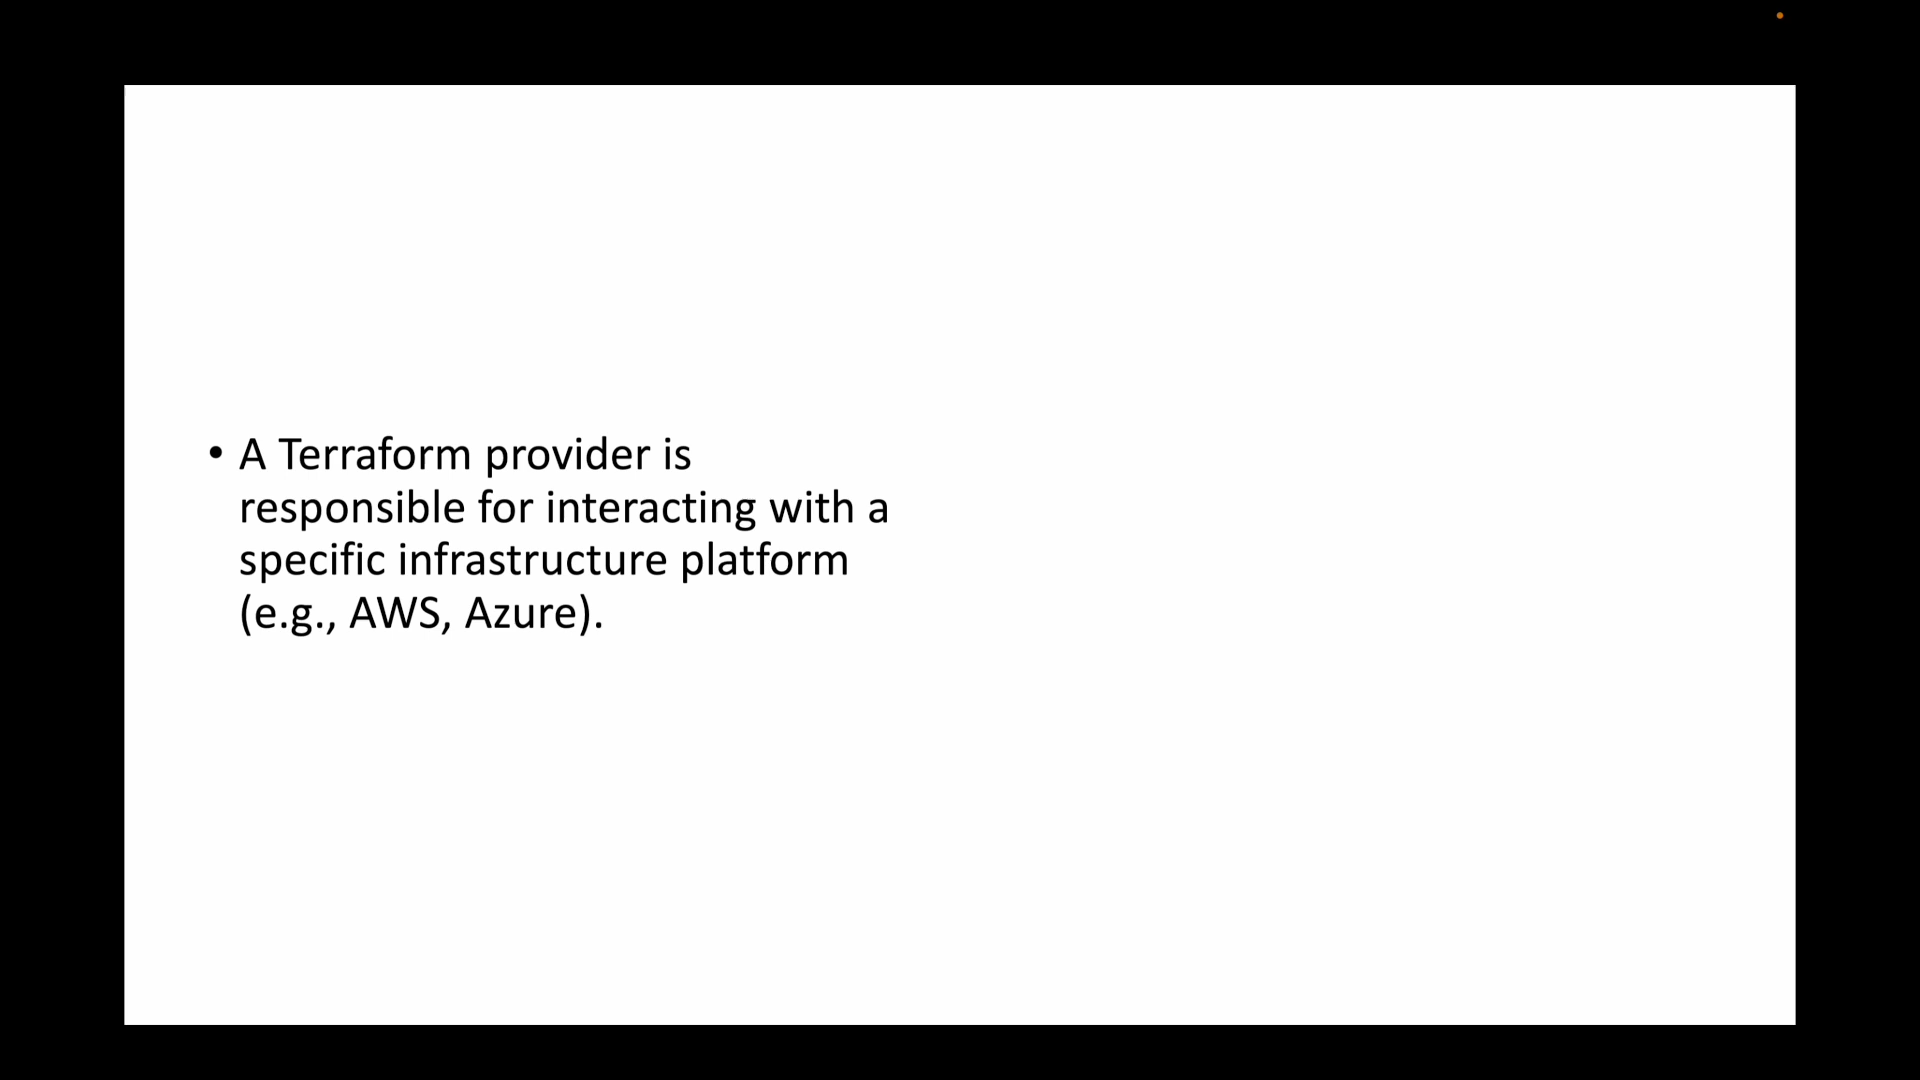 • A Terraform provider is
responsible for interacting with a
specific infrastructure platform
(e.g., AWS, Azure).